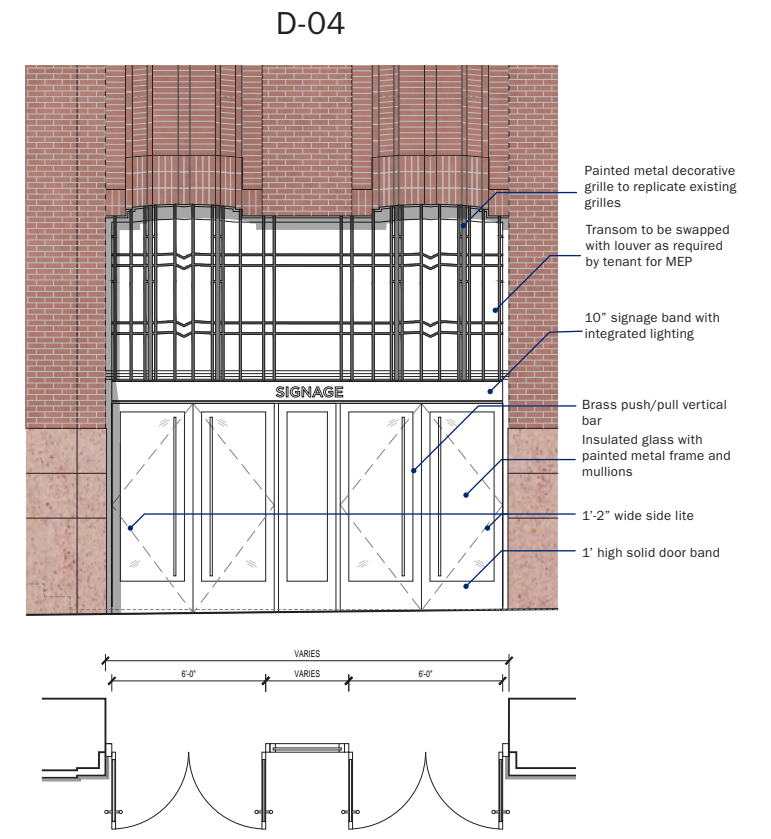 D-04
Painted metal decorative
grille to replicate existing
grilles
Transom to be swapped
with louver as required
by tenant for MEP
10” signage band with
integrated lighting
SIGNAGE
Brass push/pull vertical
bar
Insulated glass with
painted metal frame and
mullions
1’-2” wide side lite
1’ high solid door band
VARIES
6'-0"
VARIES
6'-0"